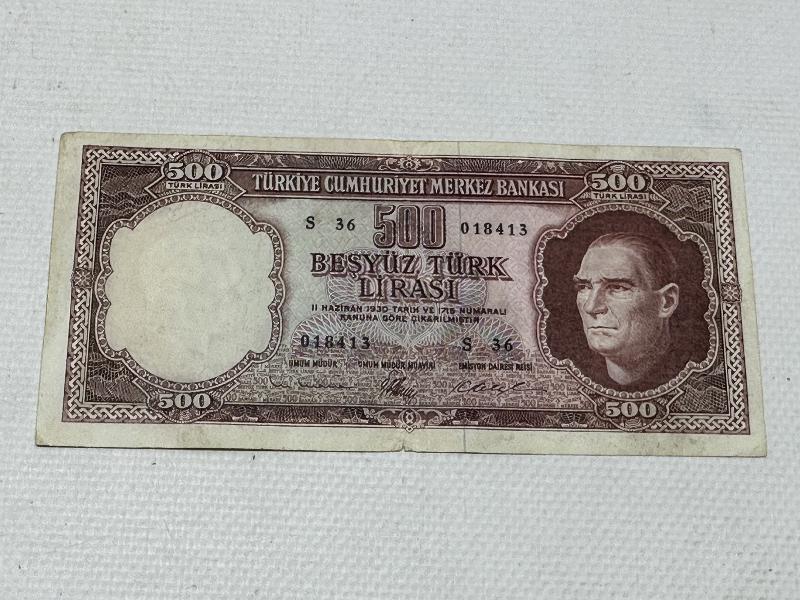 500 500
TÜRK LİRASI TÜRKİYE CUMHURİYET MERKEZ BANKASI TÜRK LİRASI
S 36 500 018413
BEŞYÜZ TÜRK
LİRASI
11 HAZİRAN 1930 TARİH VE 1715 NUMARALI
KANUNA GÖRE ÇIKARILMIŞTIR
018413 S 36
UMUM MÜDÜR UMUM MÜDÜR MUAVİNİ EMİSYON DAİRESİ REİSİ
500 500